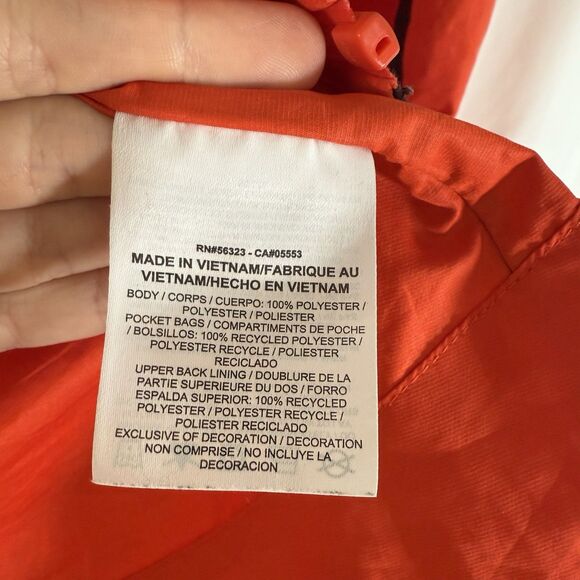 RN#56323 - CA#05553
MADE IN VIETNAM/FABRIQUE AU
VIETNAM/HECHO EN VIETNAM
BODY / CORPS / CUERPO: 100% POLYESTER /
POLYESTER / POLIESTER
POCKET BAGS / COMPARTIMENTS DE POCHE
/ BOLSILLOS: 100% RECYCLED POLYESTER /
POLYESTER RECYCLE / POLIESTER
RECICLADO
UPPER BACK LINING / DOUBLURE DE LA
PARTIE SUPERIEURE DU DOS / FORRO
ESPALDA SUPERIOR: 100% RECYCLED
POLYESTER / POLYESTER RECYCLE /
POLIESTER RECICLADO
EXCLUSIVE OF DECORATION / DECORATION
NON COMPRISE / NO INCLUYE LA
DECORACION